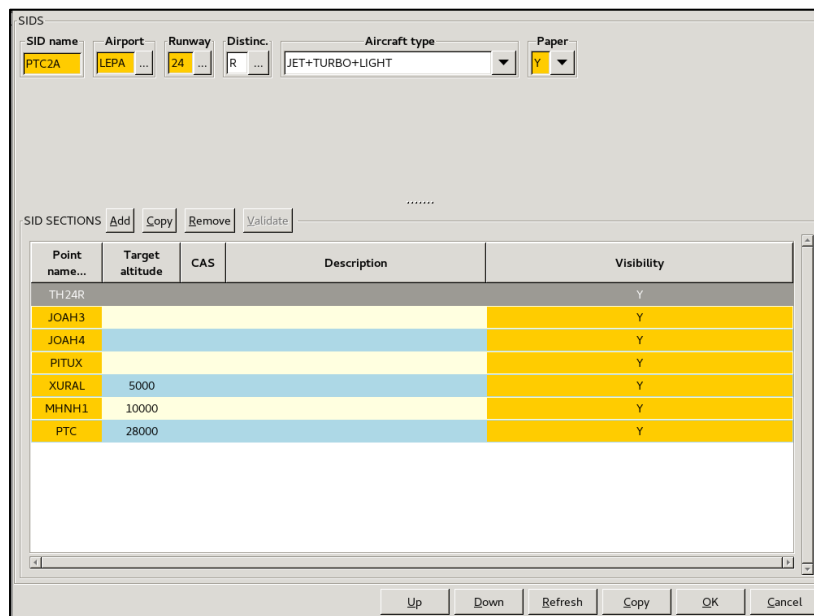 SIDS
SID name Airport Runway Distinc. Aircraft type Paper
PTC2A LEPA ... 24 ... R ... JET+TURBO+LIGHT Y
SID SECTIONS Add Copy Remove Validate
Point name... Target altitude CAS Description Visibility
TH24R Y
JOAH3 Y
JOAH4 Y
PITUX Y
XURAL 5000 Y
MHNH1 10000 Y
PTC 28000 Y
Up Down Refresh Copy OK Cancel